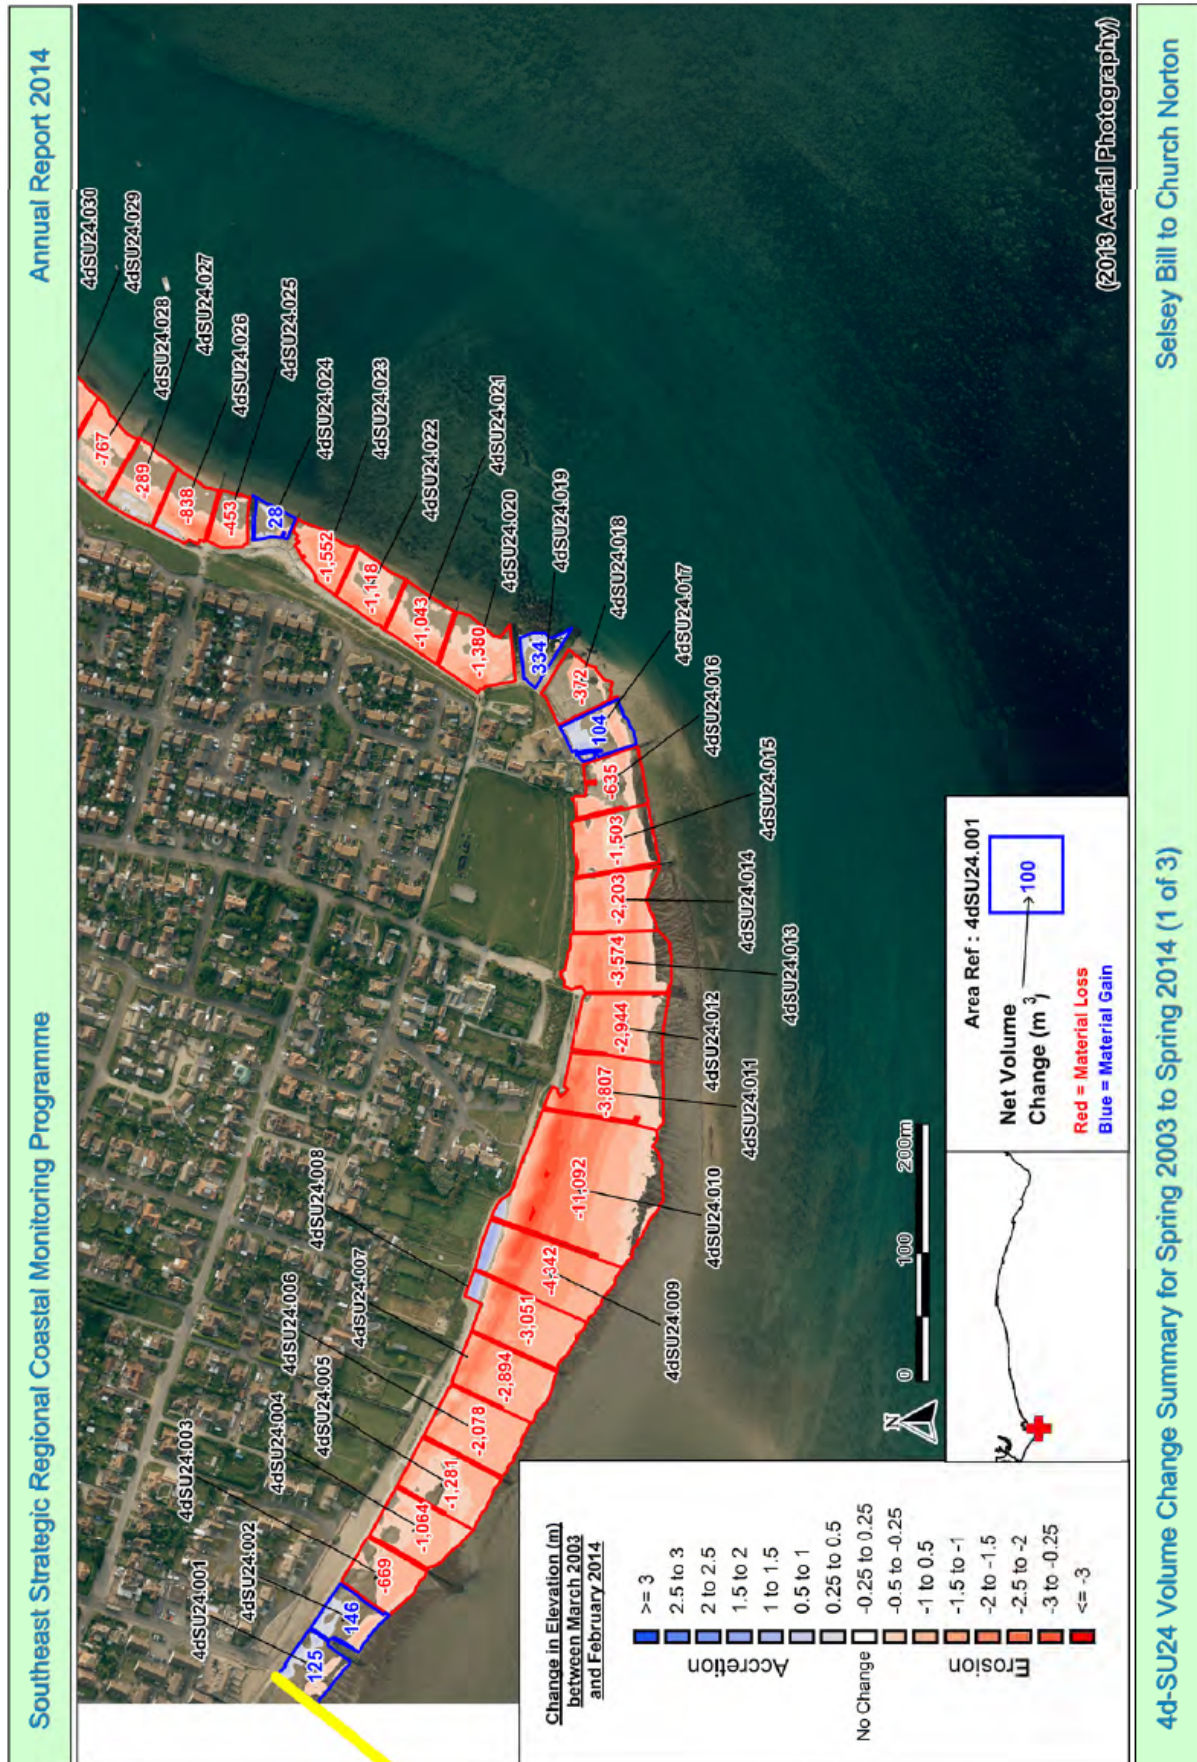 Southeast Strategic Regional Coastal Monitoring Programme
Annual Report 2014
4dSU24.001
4dSU24.002
4dSU24.003
4dSU24.004
4dSU24.005
4dSU24.006
4dSU24.007
4dSU24.008
4dSU24.009
4dSU24.010
4dSU24.011
4dSU24.012
4dSU24.013
4dSU24.014
4dSU24.015
4dSU24.016
4dSU24.017
4dSU24.018
4dSU24.019
4dSU24.020
4dSU24.021
4dSU24.022
4dSU24.023
4dSU24.024
4dSU24.025
4dSU24.026
4dSU24.027
4dSU24.028
4dSU24.029
4dSU24.030
125
146
-669
-1,064
-1,281
-2,078
-2,894
-3,051
-4,342
-11,092
-3,807
-2,944
-3,574
-2,203
-1,503
-635
104
-372
334
-1,380
-1,043
-1,118
-1,552
28
-453
-838
-289
-767
Change in Elevation (m)
between March 2003
and February 2014
Accretion
No Change
Erosion
>= 3
2.5 to 3
2 to 2.5
1.5 to 2
1 to 1.5
0.5 to 1
0.25 to 0.5
-0.25 to 0.25
-0.5 to -0.25
-1 to 0.5
-1.5 to -1
-2 to -1.5
-2.5 to -2
-3 to -0.25
<= -3
N
0 100 200m
Area Ref : 4dSU24.001
Net Volume
Change (m³)
100
Red = Material Loss
Blue = Material Gain
(2013 Aerial Photography)
4d-SU24 Volume Change Summary for Spring 2003 to Spring 2014 (1 of 3)
Selsey Bill to Church Norton